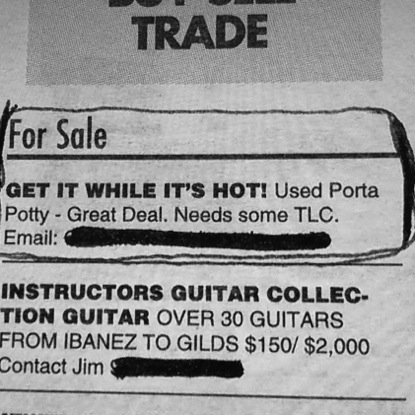 TRADE
For Sale
GET IT WHILE IT'S HOT! Used Porta
Potty - Great Deal. Needs some TLC.
Email:
INSTRUCTORS GUITAR COLLEC-
TION GUITAR OVER 30 GUITARS
FROM IBANEZ TO GILDS $150/ $2,000
Contact Jim